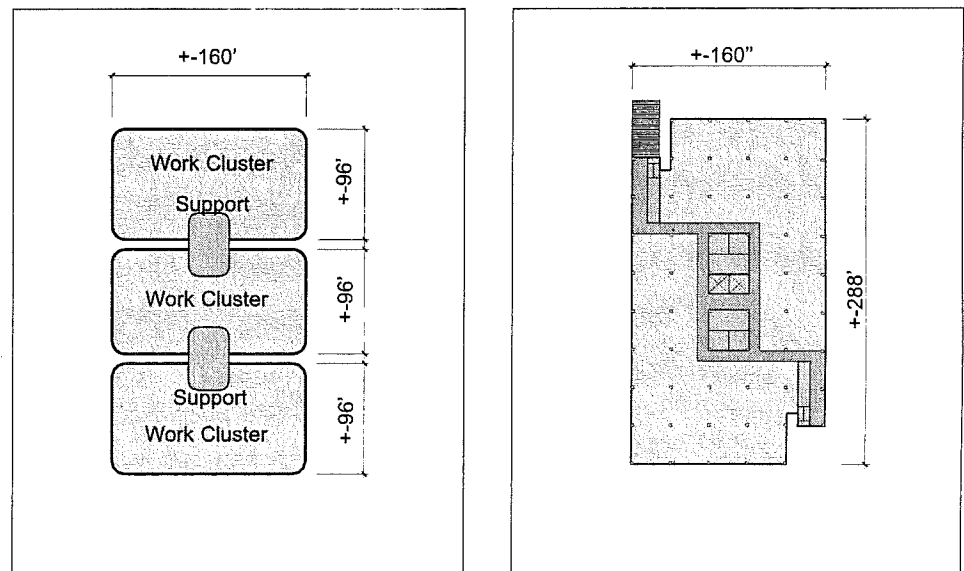 +-160'
Work Cluster
Support
+-96'
Work Cluster
+-96'
Support
Work Cluster
+-96'
+-160"
+-288'